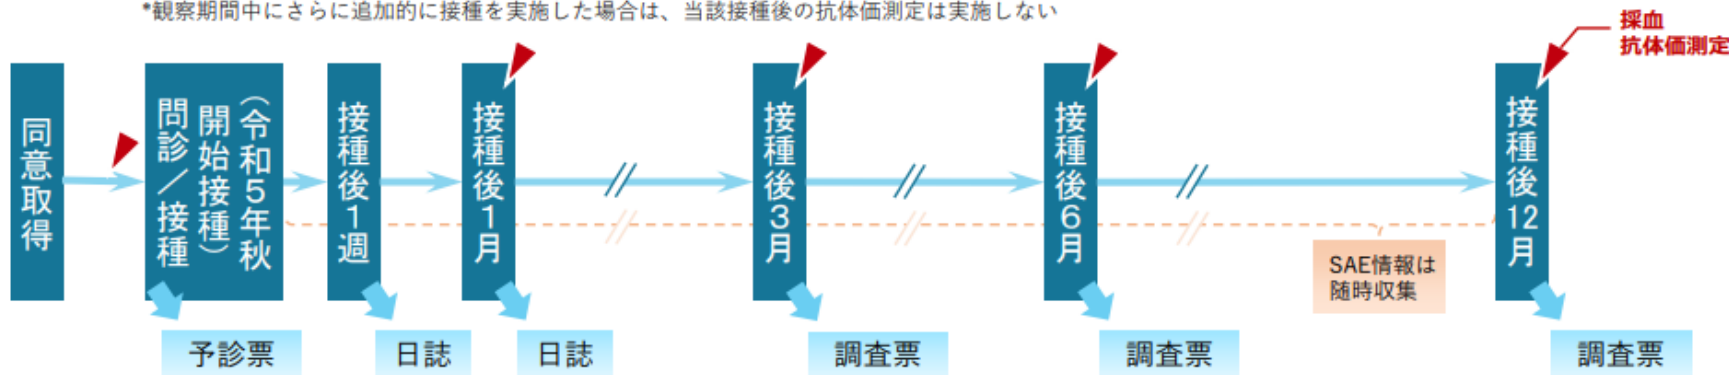 *観察期間中にさらに追加的に接種を実施した場合は、当該接種後の抗体価測定は実施しない
採血
抗体価測定
同意取得
(令和5年秋
開始接種)
問診/接種
接種後1週
接種後1月
接種後3月
接種後6月
接種後12月
SAE情報は
随時収集
予診票
日誌
日誌
調査票
調査票
調査票